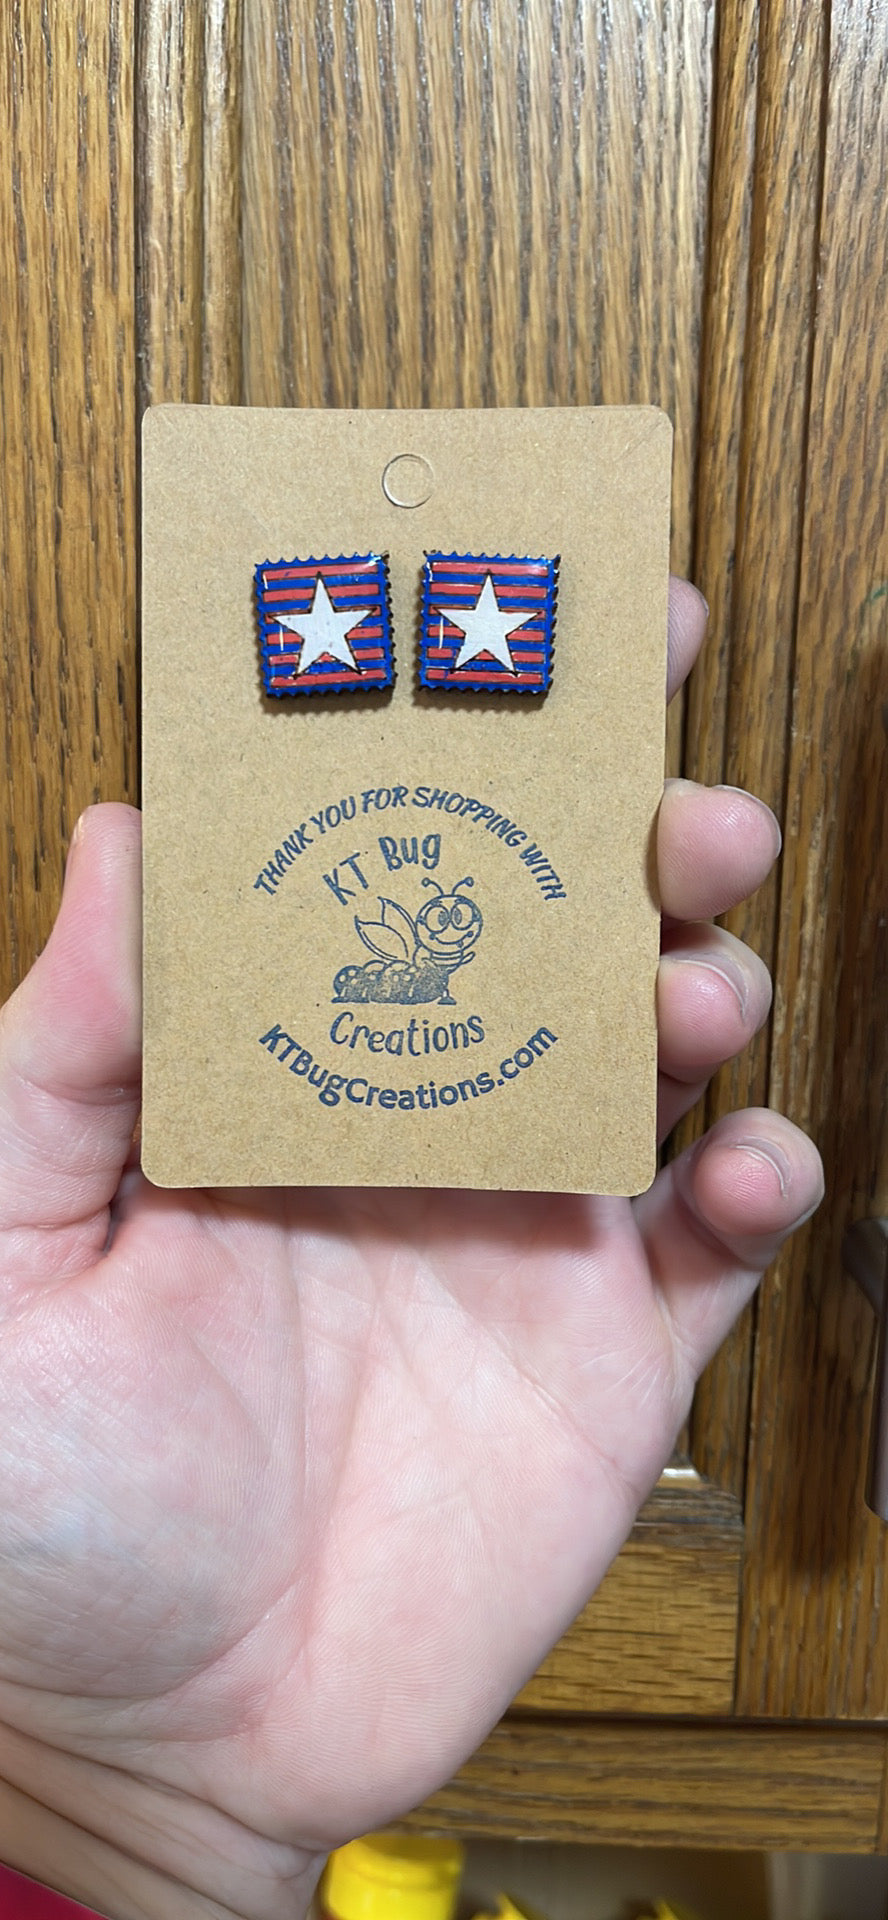 THANK YOU FOR SHOPPING WITH
KT Bug
Creations
KTBugCreations.com